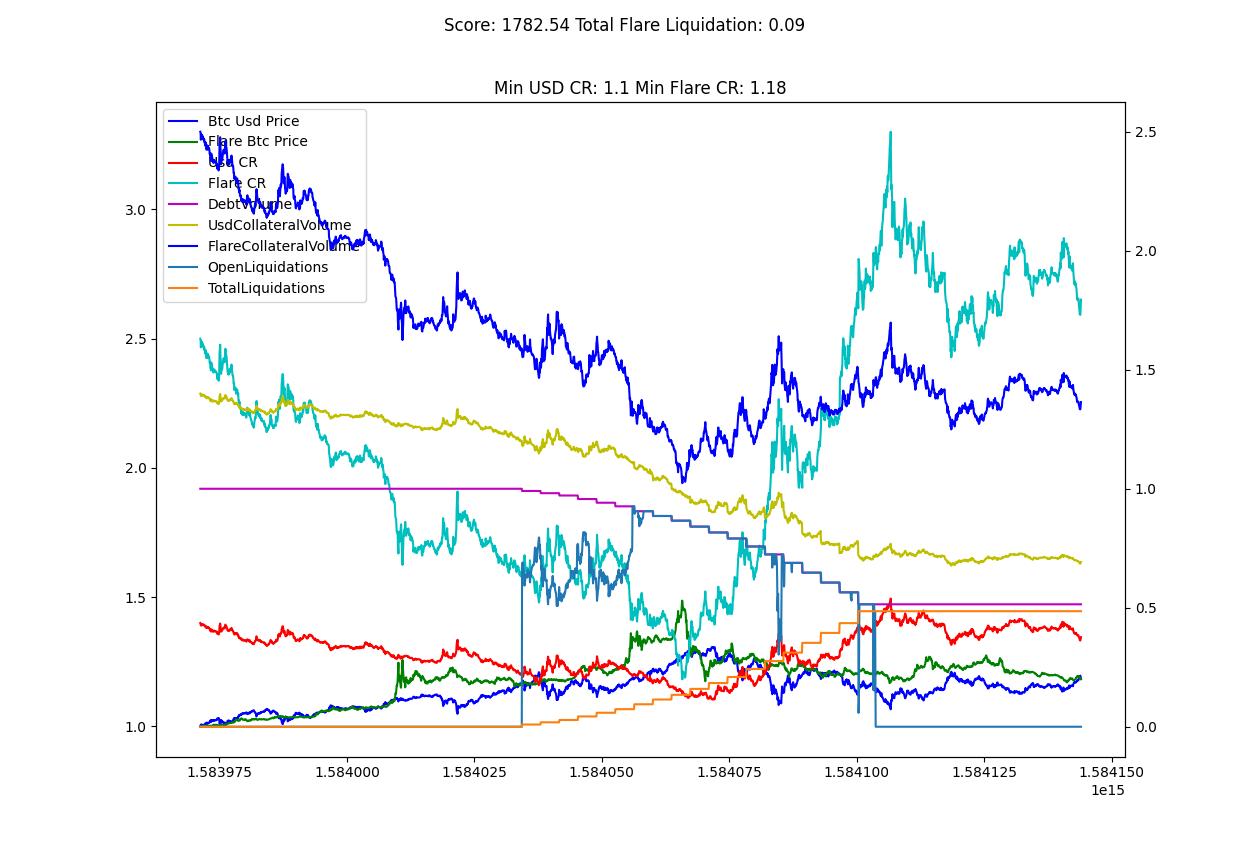 Score: 1782.54 Total Flare Liquidation: 0.09
Min USD CR: 1.1 Min Flare CR: 1.18
Btc Usd Price
Flare Btc Price
Usd CR
Flare CR
DebtVolume
UsdCollateralVolume
FlareCollateralVolume
OpenLiquidations
TotalLiquidations
3.0
2.5
2.0
1.5
1.0
2.5
2.0
1.5
1.0
0.5
0.0
1.583975 1.584000 1.584025 1.584050 1.584075 1.584100 1.584125 1.584150
1e15